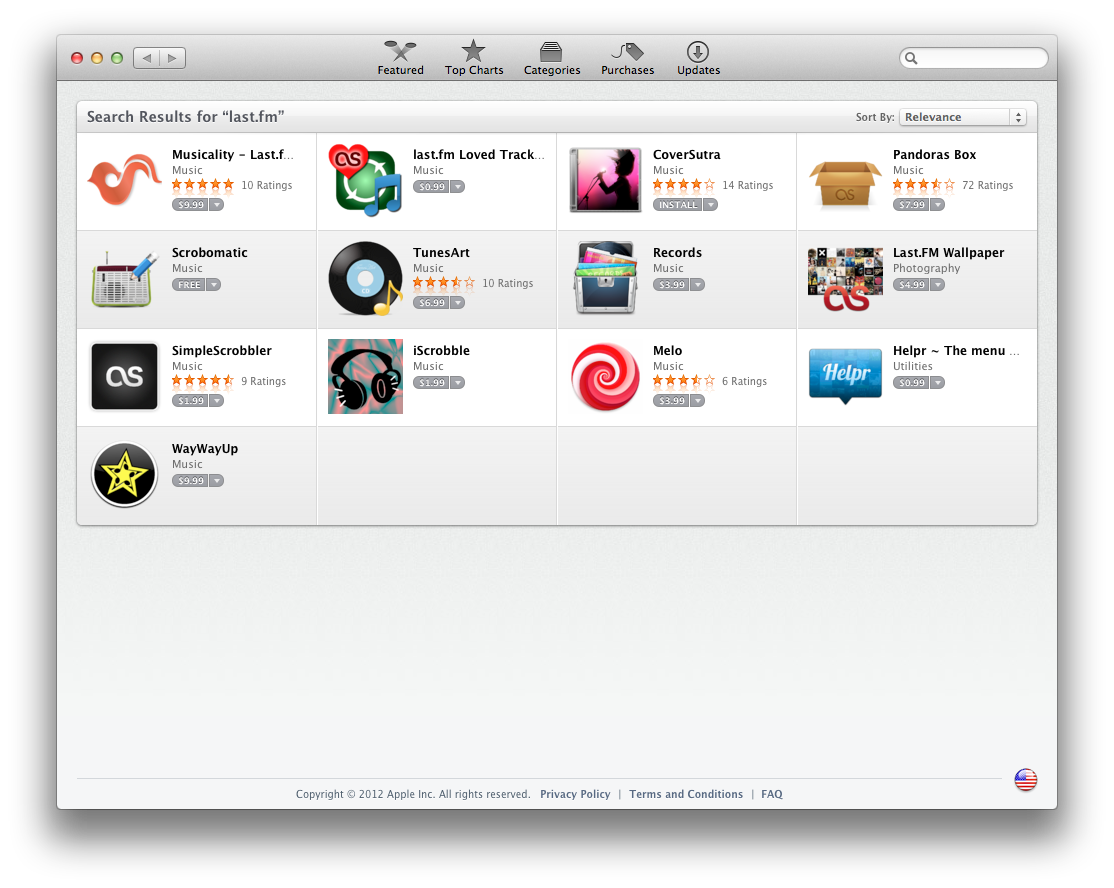 Featured
Top Charts
Categories
Purchases
Updates
Search Results for “last.fm”
Sort By: Relevance
Musicality – Last.f...
Music
10 Ratings
$9.99
last.fm Loved Track...
Music
$0.99
CoverSutra
Music
14 Ratings
INSTALL
Pandoras Box
Music
72 Ratings
$7.99
Scrobomatic
Music
FREE
TunesArt
Music
10 Ratings
$6.99
Records
Music
$3.99
Last.FM Wallpaper
Photography
$4.99
SimpleScrobbler
Music
9 Ratings
$1.99
iScrobble
Music
$1.99
Melo
Music
6 Ratings
$3.99
Helpr
Helpr ~ The menu ...
Utilities
$0.99
WayWayUp
Music
$9.99
Copyright © 2012 Apple Inc. All rights reserved. Privacy Policy | Terms and Conditions | FAQ